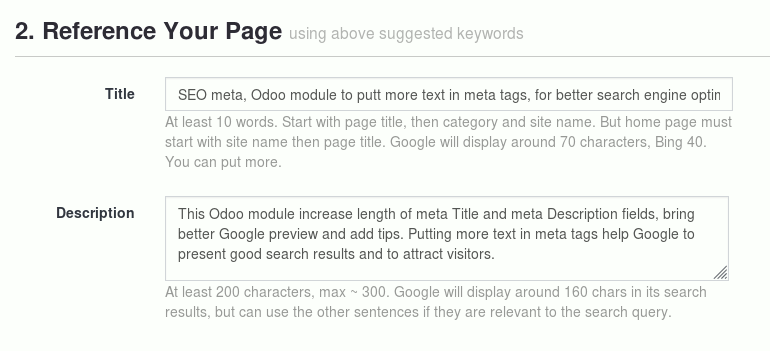 2. Reference Your Page using above suggested keywords
Title
SEO meta, Odoo module to putt more text in meta tags, for better search engine optin
At least 10 words. Start with page title, then category and site name. But home page must
start with site name then page title. Google will display around 70 characters, Bing 40.
You can put more.
Description
This Odoo module increase length of meta Title and meta Description fields, bring
better Google preview and add tips. Putting more text in meta tags help Google to
present good search results and to attract visitors.
At least 200 characters, max ~ 300. Google will display around 160 chars in its search
results, but can use the other sentences if they are relevant to the search query.